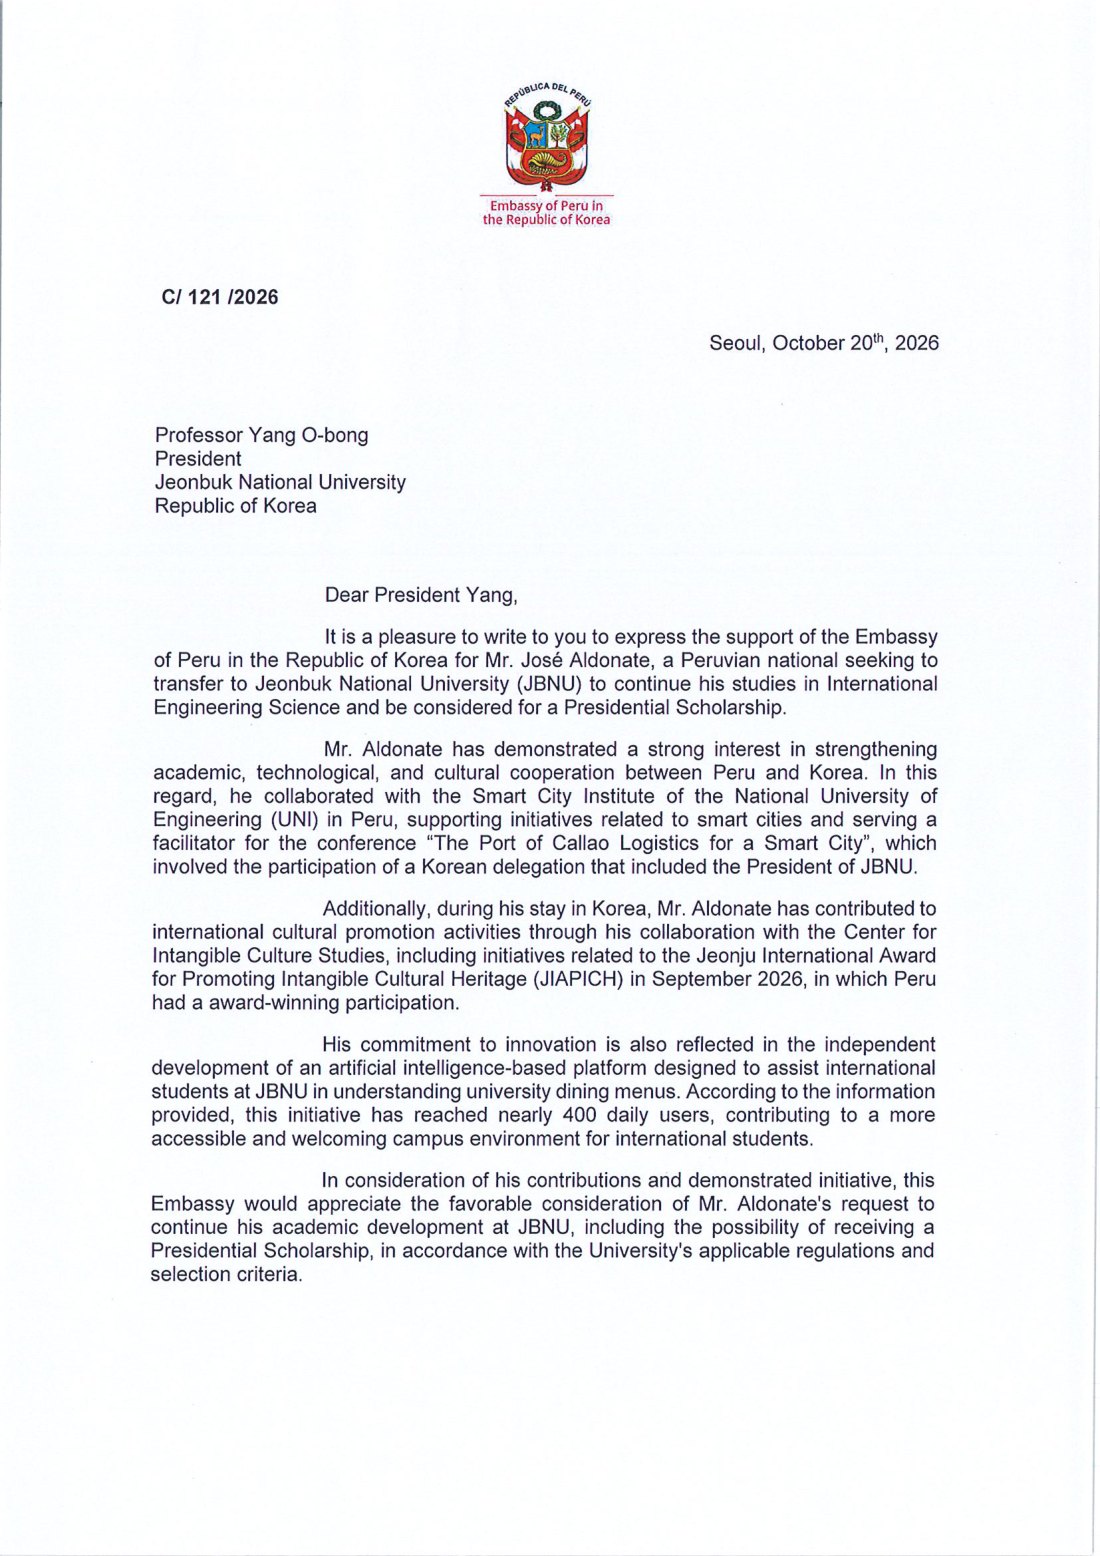 REPÚBLICA DEL PERÚ
Embassy of Peru in
the Republic of Korea
C/ 121 /2026
Seoul, October 20th, 2026
Professor Yang O-bong
President
Jeonbuk National University
Republic of Korea
Dear President Yang,
It is a pleasure to write to you to express the support of the Embassy
of Peru in the Republic of Korea for Mr. José Aldonate, a Peruvian national seeking to
transfer to Jeonbuk National University (JBNU) to continue his studies in International
Engineering Science and be considered for a Presidential Scholarship.
Mr. Aldonate has demonstrated a strong interest in strengthening
academic, technological, and cultural cooperation between Peru and Korea. In this
regard, he collaborated with the Smart City Institute of the National University of
Engineering (UNI) in Peru, supporting initiatives related to smart cities and serving a
facilitator for the conference “The Port of Callao Logistics for a Smart City”, which
involved the participation of a Korean delegation that included the President of JBNU.
Additionally, during his stay in Korea, Mr. Aldonate has contributed to
international cultural promotion activities through his collaboration with the Center for
Intangible Culture Studies, including initiatives related to the Jeonju International Award
for Promoting Intangible Cultural Heritage (JIAPICH) in September 2026, in which Peru
had a award-winning participation.
His commitment to innovation is also reflected in the independent
development of an artificial intelligence-based platform designed to assist international
students at JBNU in understanding university dining menus. According to the information
provided, this initiative has reached nearly 400 daily users, contributing to a more
accessible and welcoming campus environment for international students.
In consideration of his contributions and demonstrated initiative, this
Embassy would appreciate the favorable consideration of Mr. Aldonate's request to
continue his academic development at JBNU, including the possibility of receiving a
Presidential Scholarship, in accordance with the University's applicable regulations and
selection criteria.